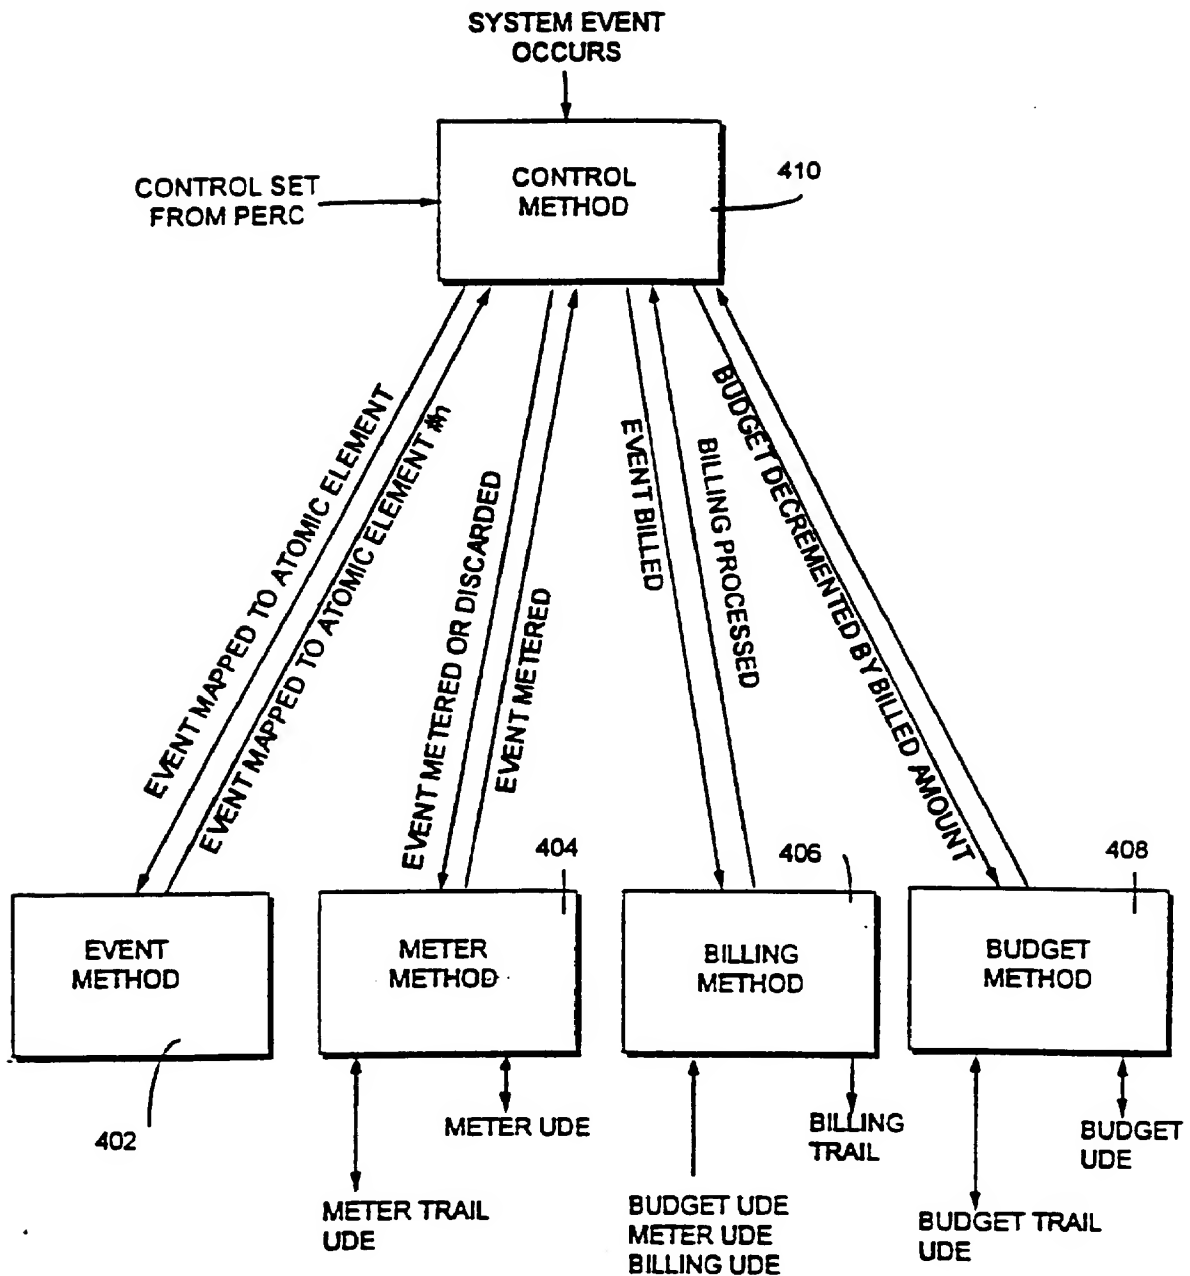 SYSTEM EVENT
OCCURS
CONTROL
METHOD
410
CONTROL SET
FROM PERC
EVENT MAPPED TO ATOMIC ELEMENT
EVENT MAPPED TO ATOMIC ELEMENT #n
EVENT METERED OR DISCARDED
EVENT METERED
EVENT BILLED
BILLING PROCESSED
BUDGET DECREMENTED BY BILLED AMOUNT
404
406
408
EVENT
METHOD
METER
METHOD
BILLING
METHOD
BUDGET
METHOD
402
METER UDE
BILLING
TRAIL
BUDGET
UDE
METER TRAIL
UDE
BUDGET UDE
METER UDE
BILLING UDE
BUDGET TRAIL
UDE